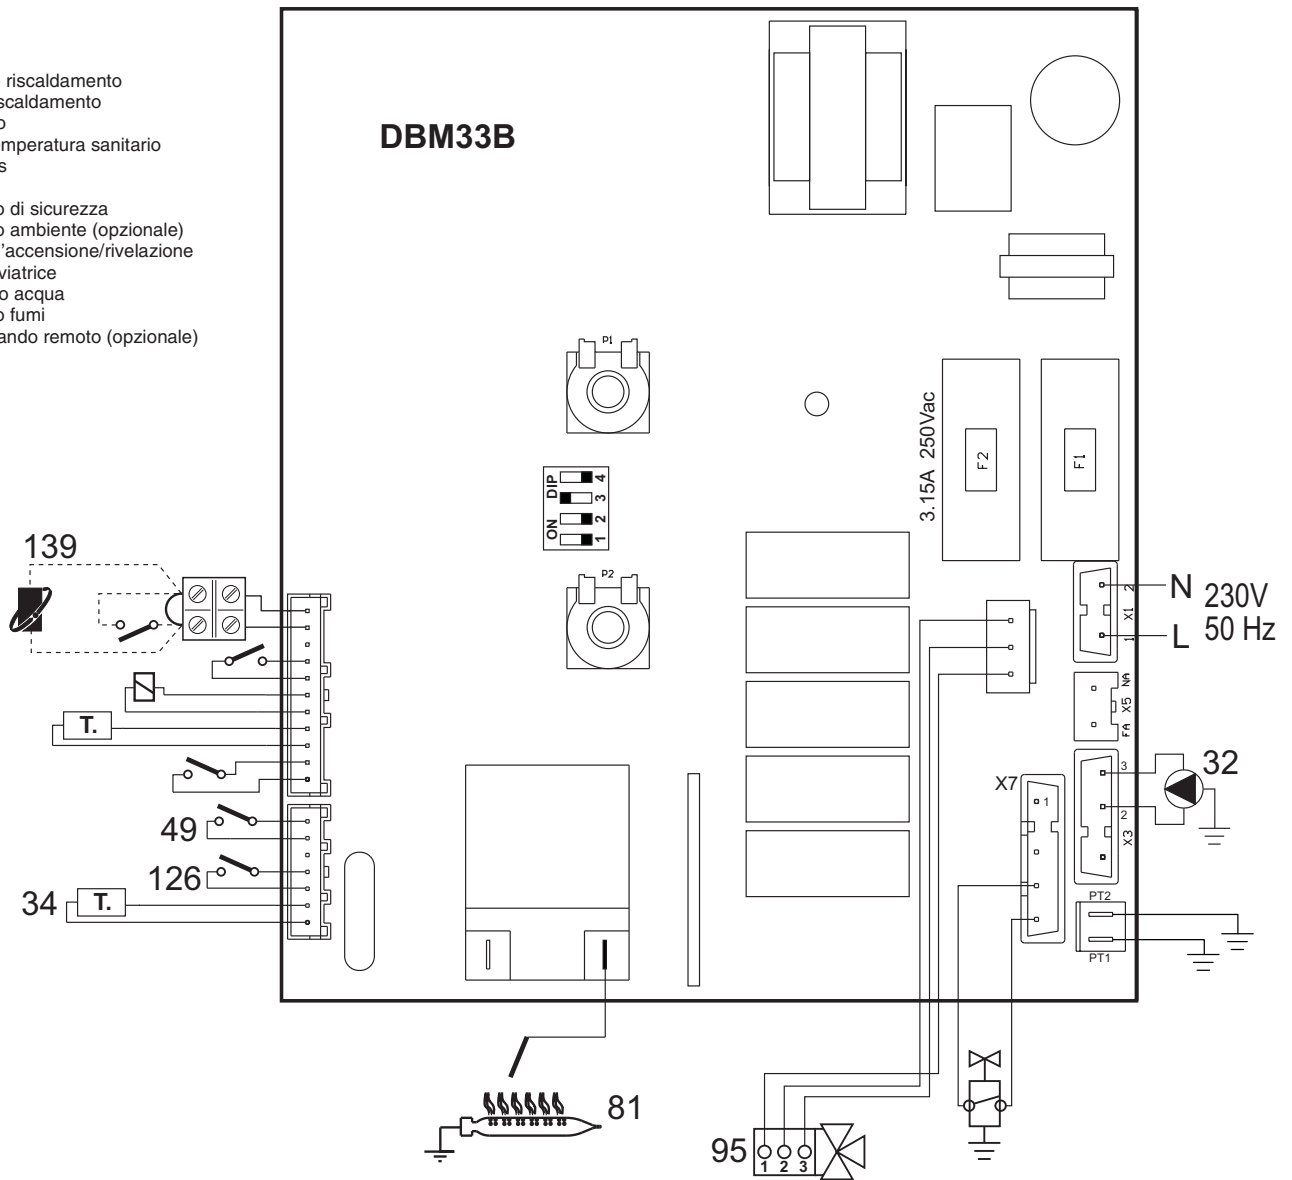 riscaldamento
scaldamento
o
mperatura sanitario
s
o di sicurezza
o ambiente (opzionale)
l'accensione/rivelazione
viatrice
o acqua
o fumi
ando remoto (opzionale)
DBM33B
P1
3.15A 250Vac
F2
F1
DIP
ON
4
3
2
1
P2
139
N
L
230V
50 Hz
2
1
X1
NA
X5
FA
T.
X7
1
3
2
X3
32
49
126
34
T.
PT2
PT1
81
95
1 2 3